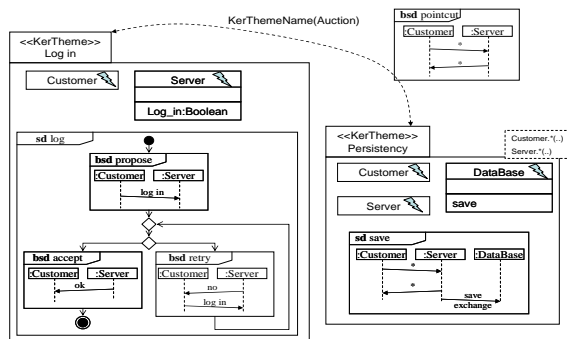 KerThemeName(Auction)
<<KerTheme>>
Log in
Customer
Server
Log_in:Boolean
sd log
bsd propose
:Customer :Server
log in
bsd accept
:Customer :Server
ok
bsd retry
:Customer :Server
no
log in
bsd pointcut
:Customer :Server
*
*
<<KerTheme>>
Persistency
Customer.*(..)
Server.*(..)
Customer
DataBase
save
Server
sd save
:Customer :Server :DataBase
*
*
save
exchange